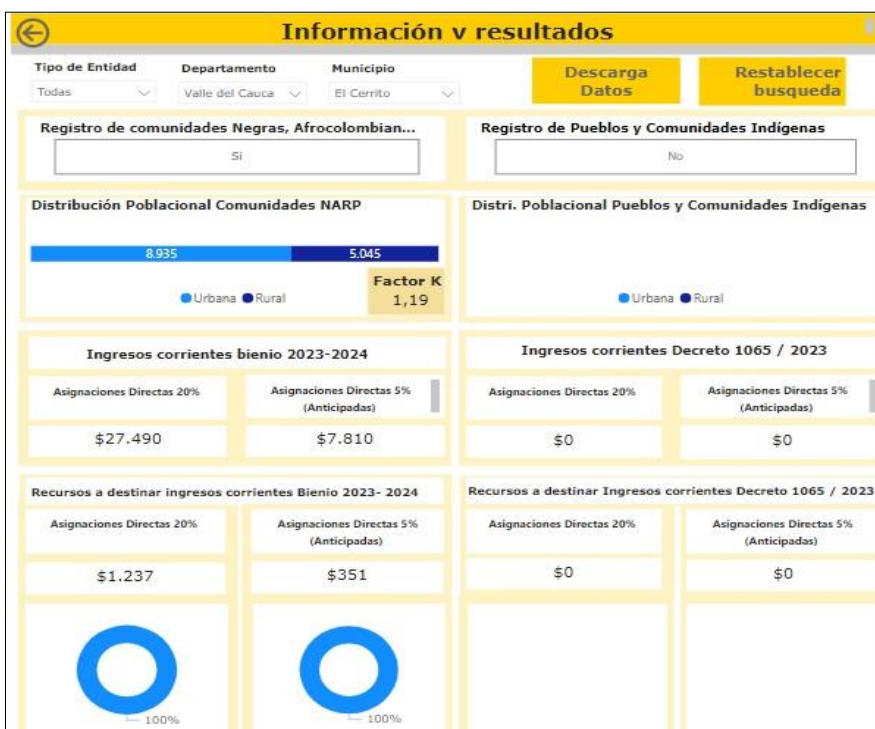 Información v resultados
Tipo de Entidad
Departamento
Municipio
Todas
Valle del Cauca
El Cerrito
Descarga
Datos
Restablecer
busqueda
Registro de comunidades Negras, Afrocolombian...
Si
Registro de Pueblos y Comunidades Indígenas
No
Distribución Poblacional Comunidades NARP
8.935
5.045
Urbana
Rural
Factor K
1,19
Distri. Poblacional Pueblos y Comunidades Indígenas
Urbana
Rural
Ingresos corrientes bienio 2023-2024
Asignaciones Directas 20%
Asignaciones Directas 5%
(Anticipadas)
$27.490
$7.810
Ingresos corrientes Decreto 1065 / 2023
Asignaciones Directas 20%
Asignaciones Directas 5%
(Anticipadas)
$0
$0
Recursos a destinar ingresos corrientes Bienio 2023- 2024
Asignaciones Directas 20%
Asignaciones Directas 5%
(Anticipadas)
$1.237
$351
100%
100%
Recursos a destinar Ingresos corrientes Decreto 1065 / 2023
Asignaciones Directas 20%
Asignaciones Directas 5%
(Anticipadas)
$0
$0